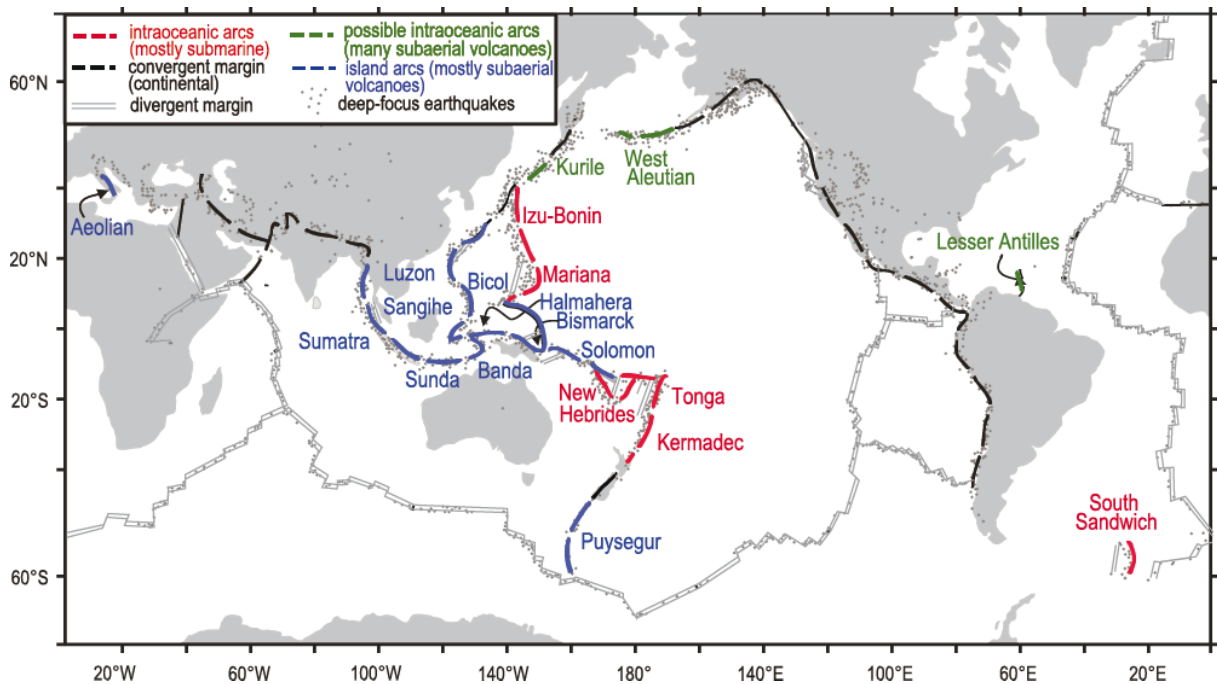 intraoceanic arcs
(mostly submarine)
convergent margin
(continental)
divergent margin
possible intraoceanic arcs
(many subaerial volcanoes)
island arcs (mostly subaerial
volcanoes)
deep-focus earthquakes
60°N
20°N
20°S
60°S
Aeolian
Kurile
West
Aleutian
Izu-Bonin
Lesser Antilles
Luzon
Bicol
Mariana
Sangihe
Halmahera
Bismarck
Sumatra
Solomon
Sunda
Banda
New
Hebrides
Tonga
Kermadec
South
Sandwich
Puysegur
20°W
60°W
100°W
140°W
180°
140°E
100°E
60°E
20°E